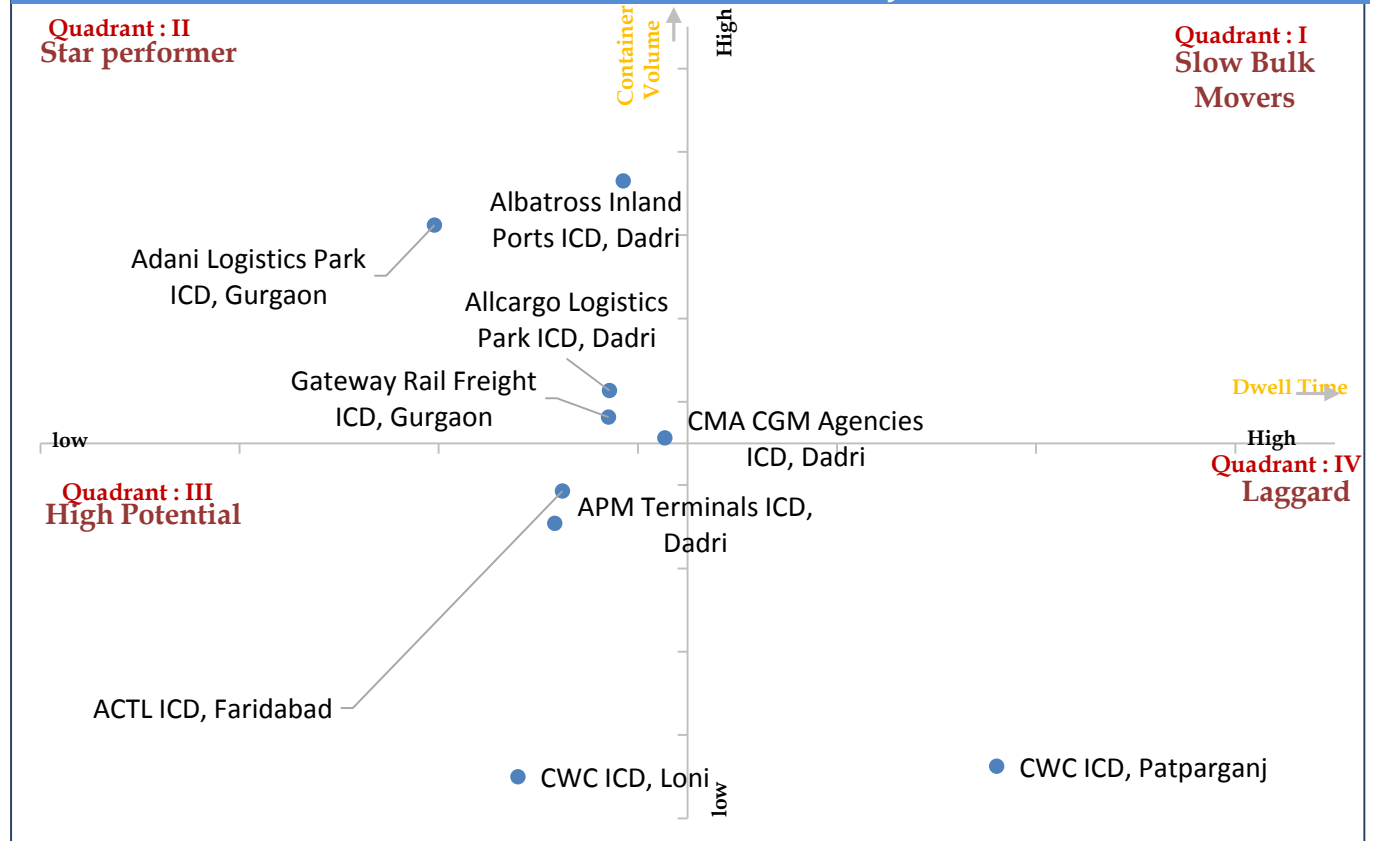 Quadrant : II
Star performer
Container
Volume
High
Quadrant : I
Slow Bulk
Movers
Albatross Inland
Ports ICD, Dadri
Adani Logistics Park
ICD, Gurgaon
Allcargo Logistics
Park ICD, Dadri
Gateway Rail Freight
ICD, Gurgaon
Dwell Time
CMA CGM Agencies
ICD, Dadri
low
High
Quadrant : III
High Potential
Quadrant : IV
Laggard
APM Terminals ICD,
Dadri
ACTL ICD, Faridabad
CWC ICD, Loni
low
CWC ICD, Patparganj